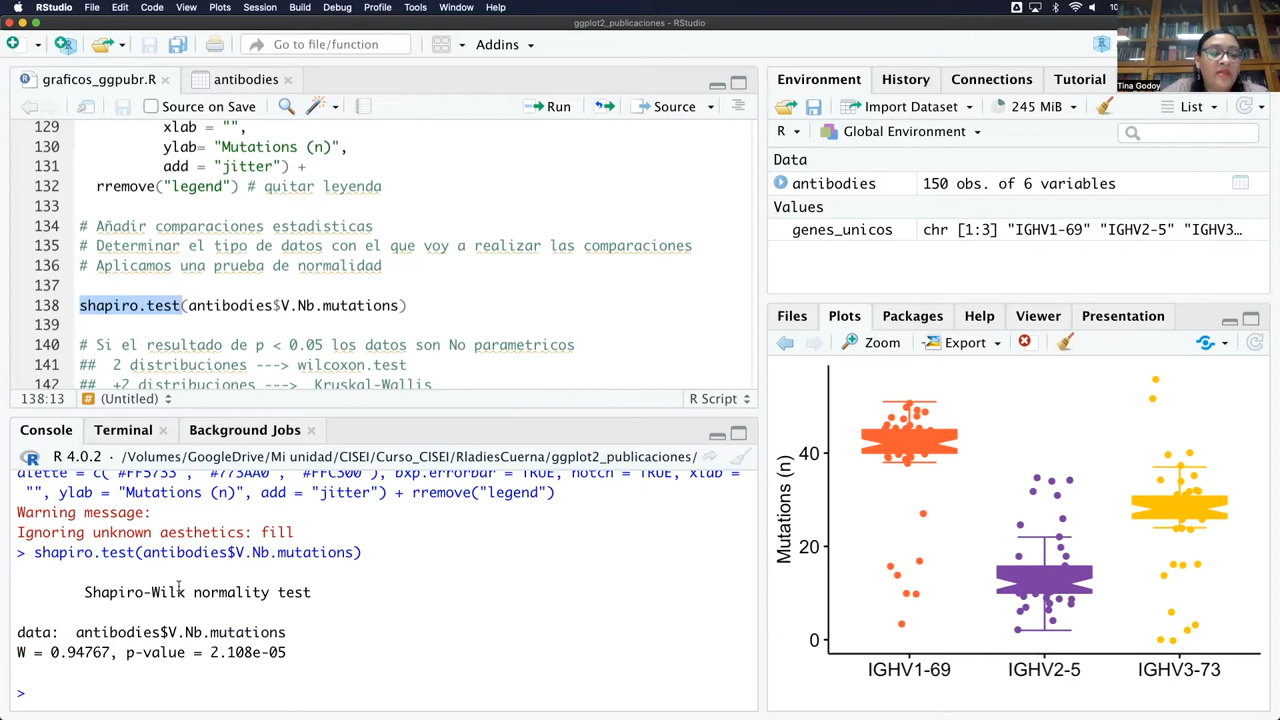 RStudio File Edit Code View Plots Session Build Debug Profile Tools Window Help
ggplot2_publicaciones - RStudio
Go to file/function
Addins
graficos_ggpubr.R
antibodies
Source on Save
Run
Source
129 xlab = "",
130 ylab= "Mutations (n)",
131 add = "jitter") +
132 rremove("legend") # quitar leyenda
133
134 # Añadir comparaciones estadisticas
135 # Determinar el tipo de datos con el que voy a realizar las comparaciones
136 # Aplicamos una prueba de normalidad
137
138 shapiro.test(antibodies$V.Nb.mutations)
139
140 # Si el resultado de p < 0.05 los datos son No parametricos
141 ## 2 distribuciones ---> wilcoxon.test
142 ## +2 distribuciones ---> Kruskal-Wallis
138:13 # (Untitled) R Script
Console Terminal Background Jobs
R 4.0.2 · /Volumes/GoogleDrive/Mi unidad/CISEI/Curso_CISEI/RladiesCuerna/ggplot2_publicaciones/
alette = c( "#FF5733", "#773AA0", "#FFC300"), bxp.errorbar = TRUE, notch = TRUE, xlab =
"", ylab = "Mutations (n)", add = "jitter") + rremove("legend")
Warning message:
Ignoring unknown aesthetics: fill
> shapiro.test(antibodies$V.Nb.mutations)
Shapiro-Wilk normality test
data: antibodies$V.Nb.mutations
W = 0.94767, p-value = 2.108e-05
>
Tina Godoy
Environment History Connections Tutorial
Import Dataset 245 MiB List
R Global Environment
Data
antibodies 150 obs. of 6 variables
Values
genes_unicos chr [1:3] "IGHV1-69" "IGHV2-5" "IGHV3…
Files Plots Packages Help Viewer Presentation
Zoom Export
Mutations (n)
40
20
0
IGHV1-69 IGHV2-5 IGHV3-73